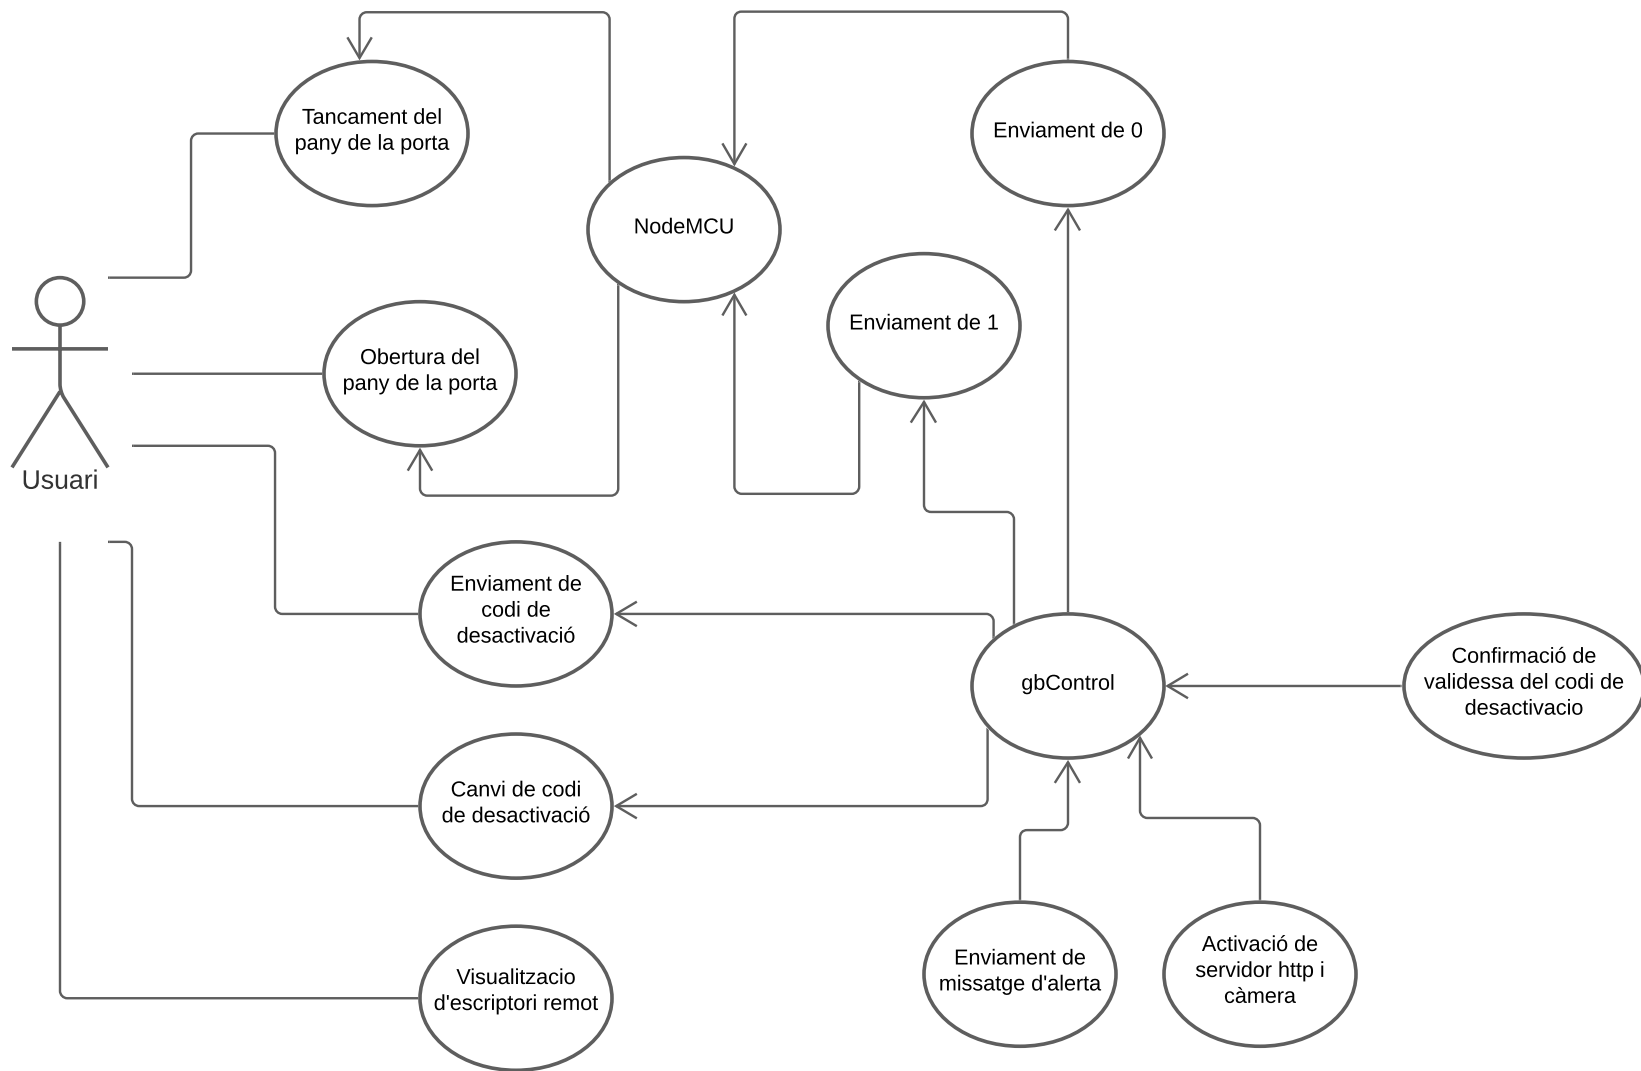 Tancament del
pany de la porta
Enviament de 0
NodeMCU
Enviament de 1
Obertura del
pany de la porta
Usuari
Enviament de
codi de
desactivació
gbControl
Confirmació de
validessa del codi de
desactivacio
Canvi de codi
de desactivació
Visualitzacio
d'escriptori remot
Enviament de
missatge d'alerta
Activació de
servidor http i
càmera